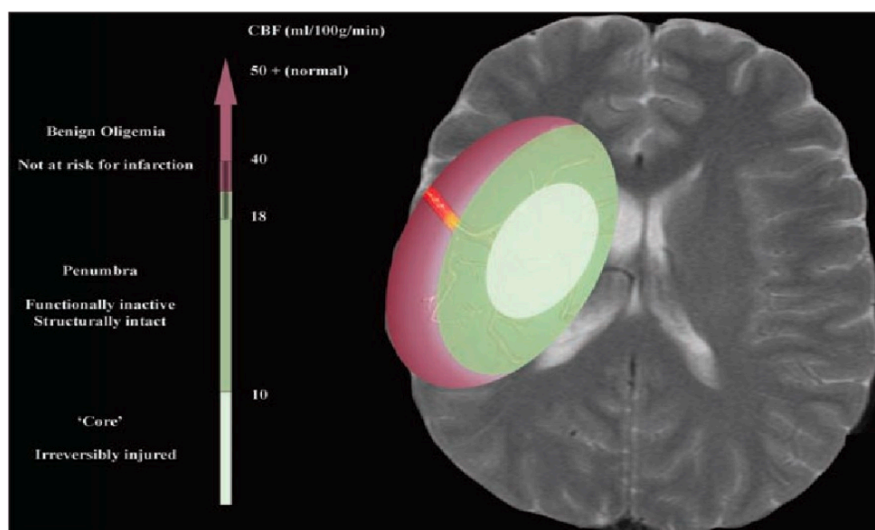 CBF (ml/100g/min)
50 + (normal)
Benign Oligemia
Not at risk for infarction
40
18
Penumbra
Functionally inactive
Structurally intact
10
‘Core’
Irreversibly injured